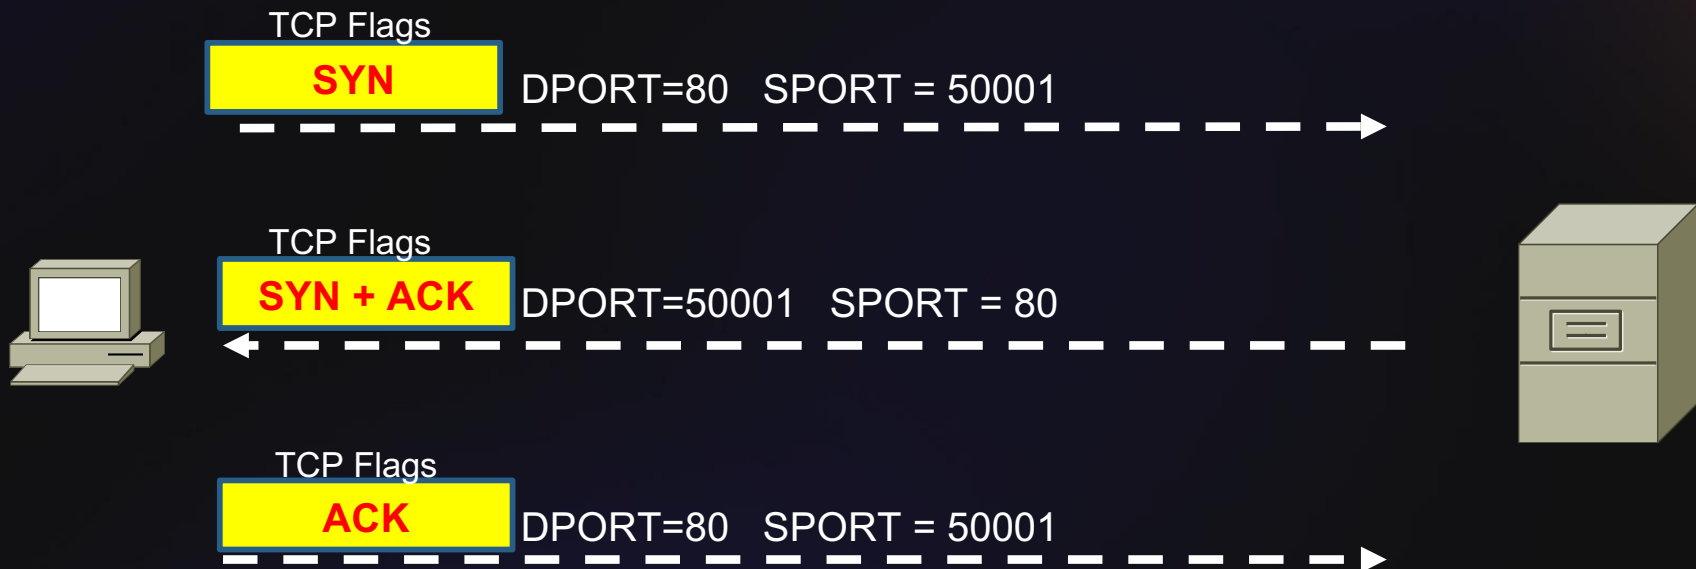 TCP Flags
SYN
DPORT=80 SPORT = 50001
TCP Flags
SYN + ACK
DPORT=50001 SPORT = 80
TCP Flags
ACK
DPORT=80 SPORT = 50001